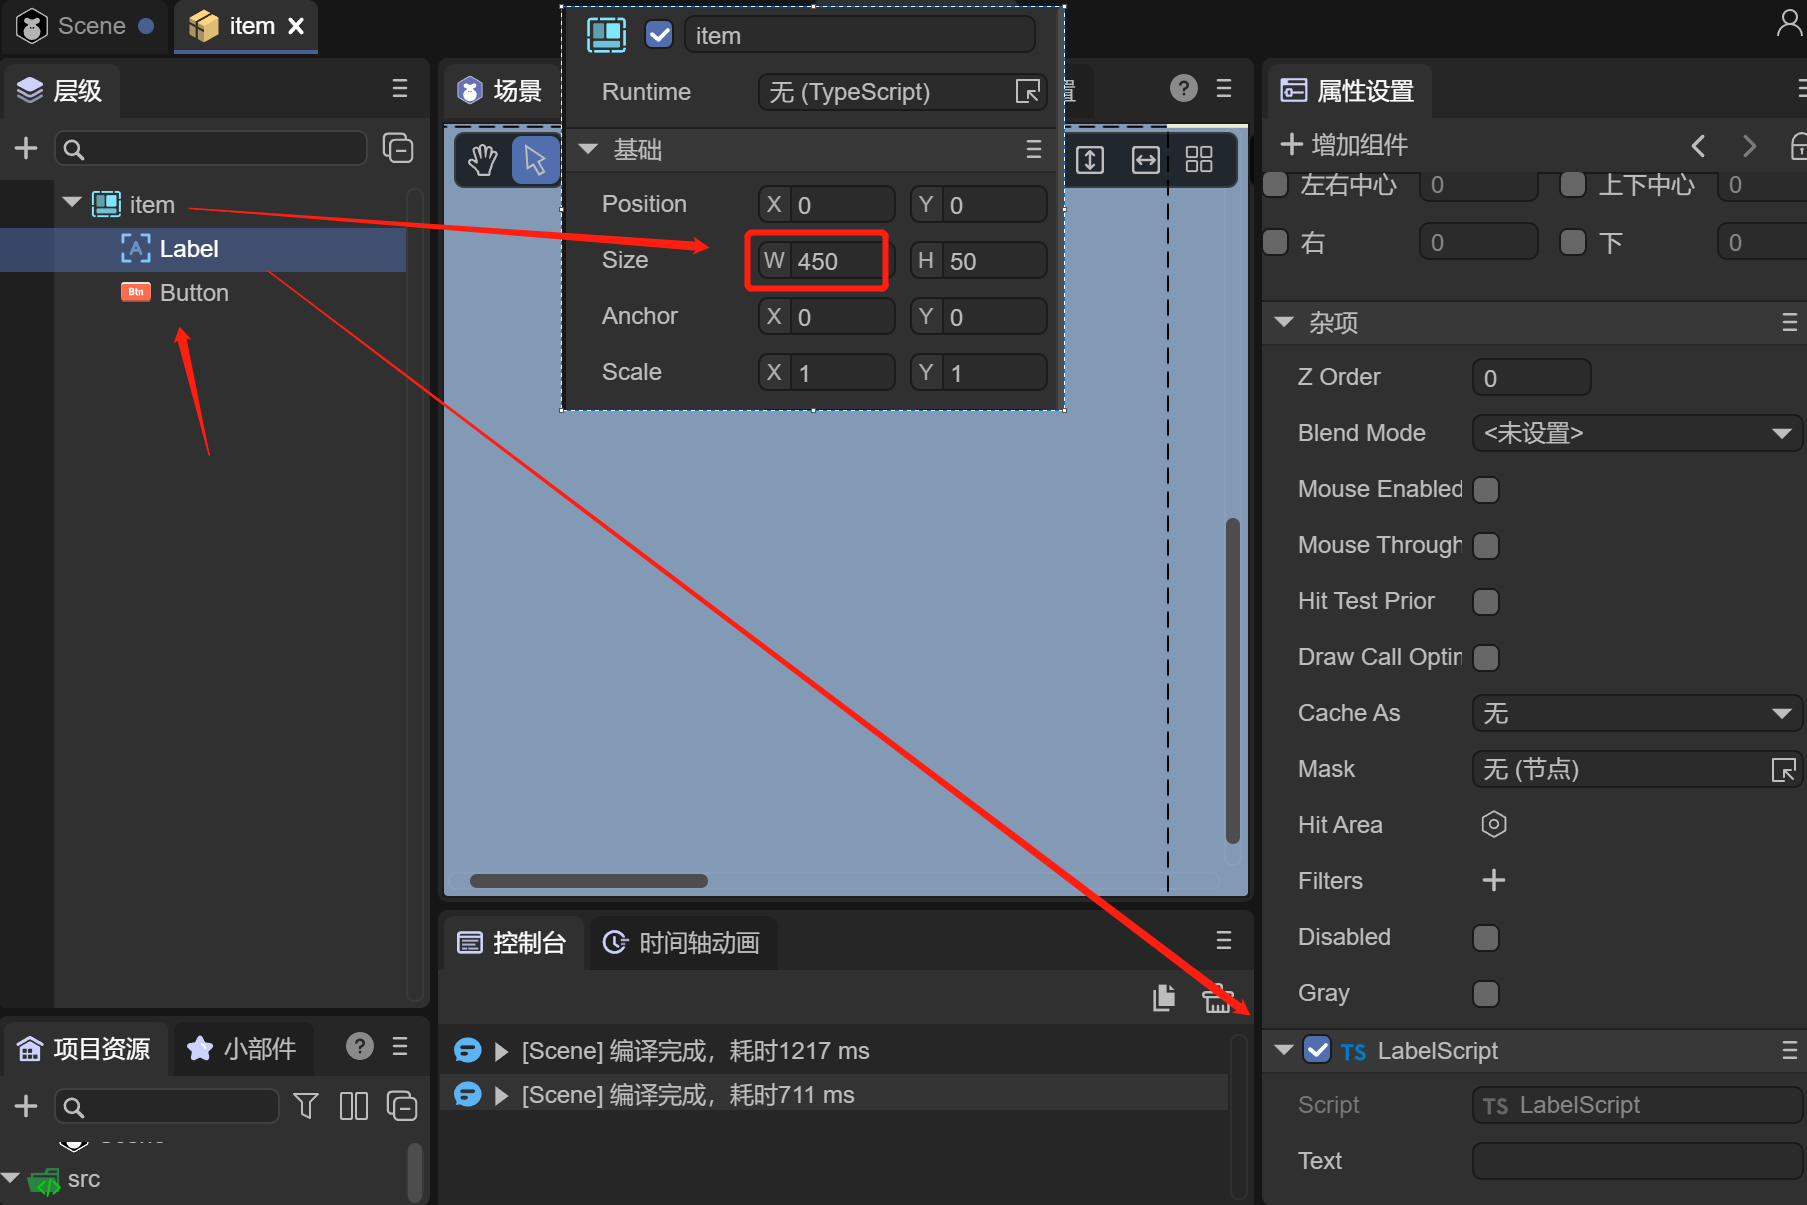 Scene
item
层级
item
Label
Btn
Button
项目资源
小部件
src
场景
item
Runtime
无 (TypeScript)
基础
Position
X 0
Y 0
Size
W 450
H 50
Anchor
X 0
Y 0
Scale
X 1
Y 1
控制台
时间轴动画
[Scene] 编译完成，耗时1217 ms
[Scene] 编译完成，耗时711 ms
属性设置
增加组件
左右中心 0
上下中心 0
右 0
下 0
杂项
Z Order 0
Blend Mode <未设置>
Mouse Enabled
Mouse Through
Hit Test Prior
Draw Call Optin
Cache As 无
Mask 无 (节点)
Hit Area
Filters
Disabled
Gray
TS LabelScript
Script TS LabelScript
Text